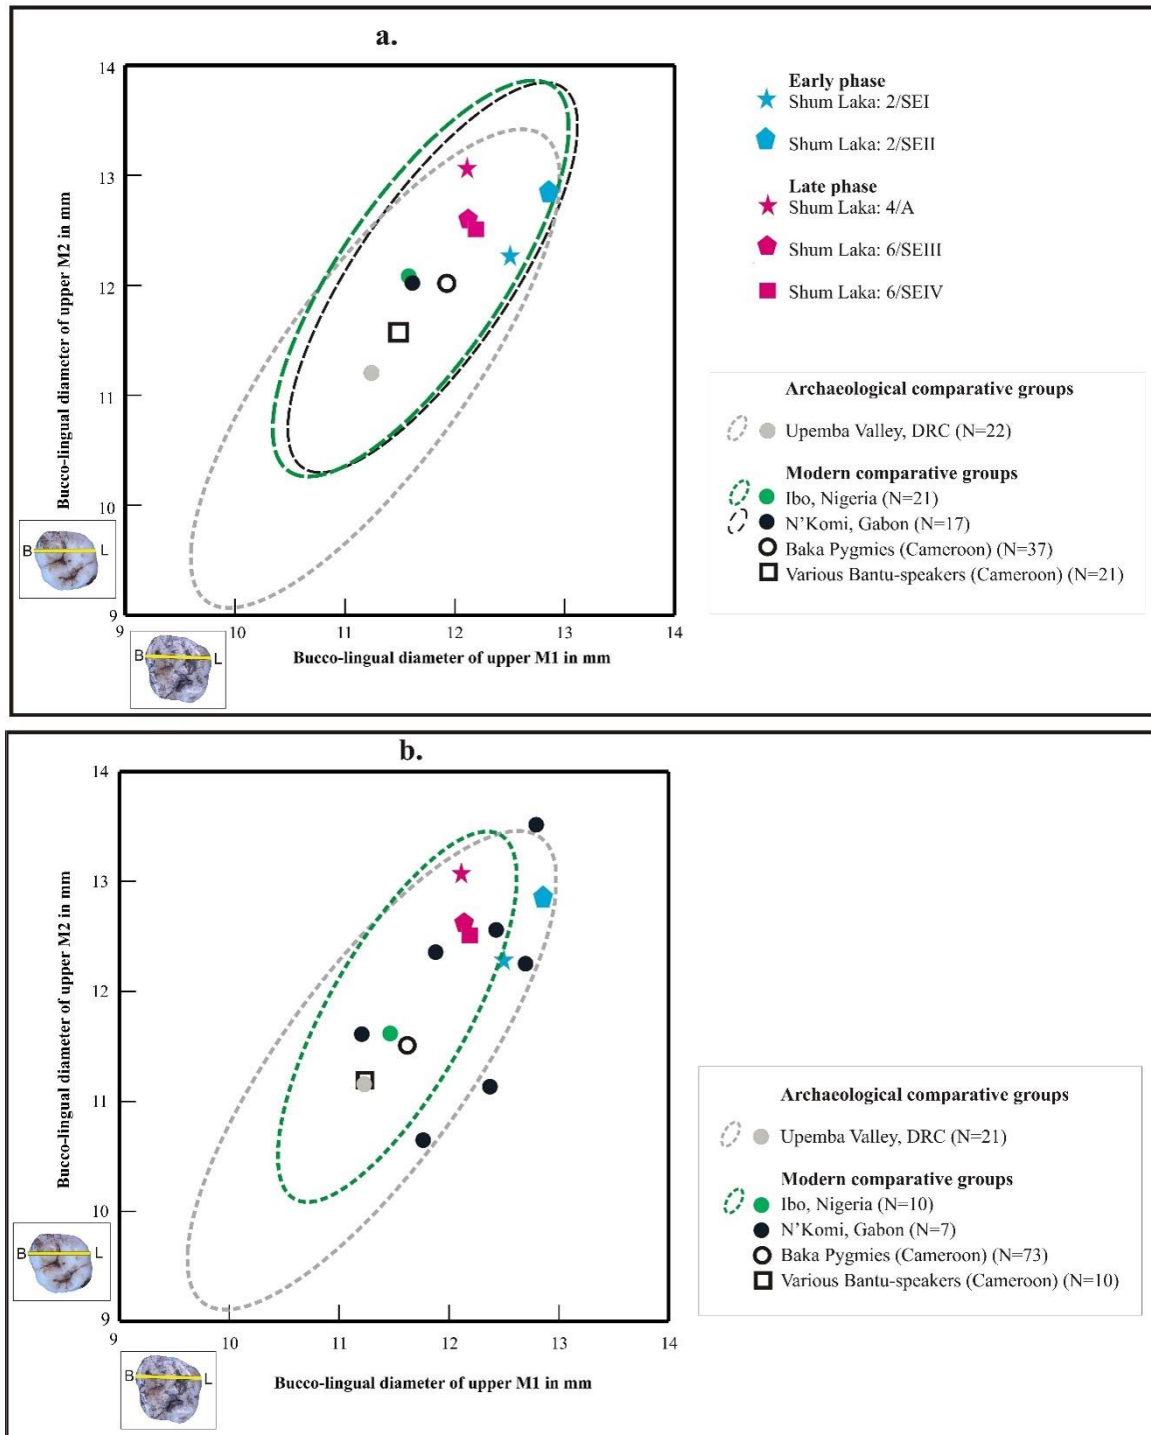 a.
14
13
12
11
10
9
Bucco-lingual diameter of upper M2 in mm
9
10
11
12
13
14
Bucco-lingual diameter of upper M1 in mm
B
L
B
L
Early phase
Shum Laka: 2/SEI
Shum Laka: 2/SEII
Late phase
Shum Laka: 4/A
Shum Laka: 6/SEIII
Shum Laka: 6/SEIV
Archaeological comparative groups
Upemba Valley, DRC (N=22)
Modern comparative groups
Ibo, Nigeria (N=21)
N’Komi, Gabon (N=17)
Baka Pygmies (Cameroon) (N=37)
Various Bantu-speakers (Cameroon) (N=21)
b.
14
13
12
11
10
9
Bucco-lingual diameter of upper M2 in mm
9
10
11
12
13
14
Bucco-lingual diameter of upper M1 in mm
B
L
B
L
Archaeological comparative groups
Upemba Valley, DRC (N=21)
Modern comparative groups
Ibo, Nigeria (N=10)
N’Komi, Gabon (N=7)
Baka Pygmies (Cameroon) (N=73)
Various Bantu-speakers (Cameroon) (N=10)